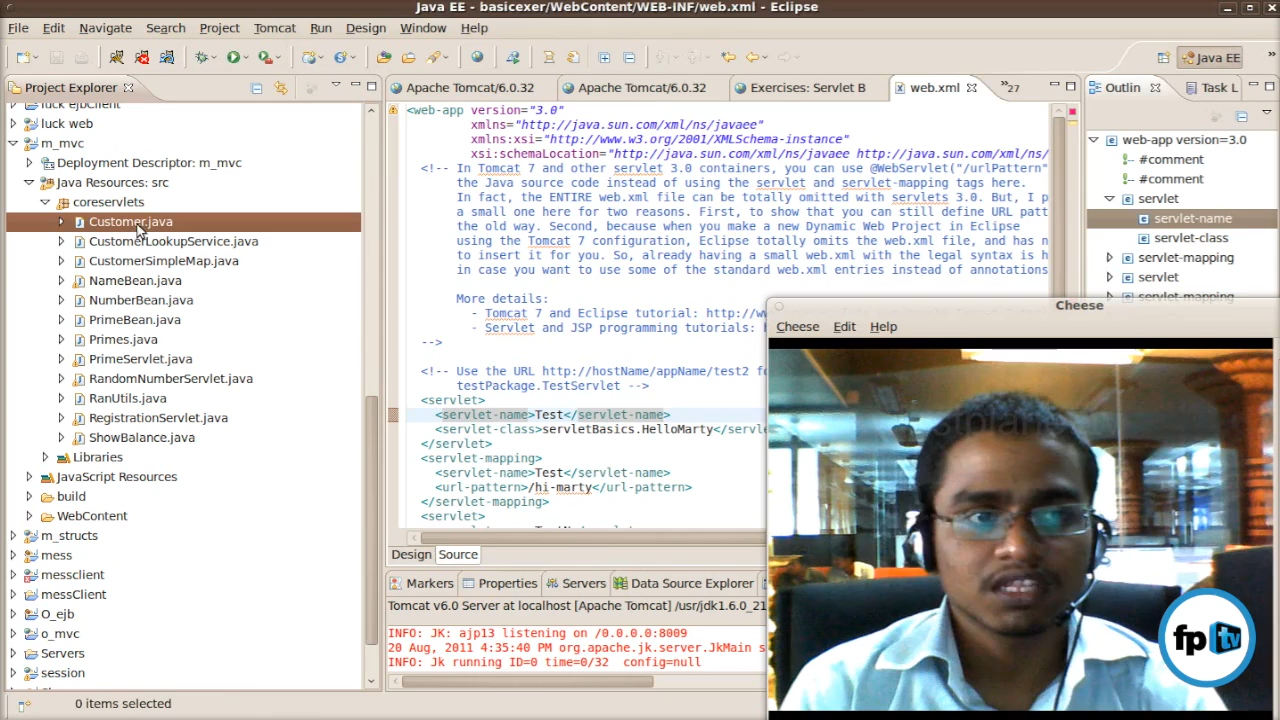 Java EE - basicexer/WebContent/WEB-INF/web.xml - Eclipse
File Edit Navigate Search Project Tomcat Run Design Window Help
Java EE
Project Explorer
Apache Tomcat/6.0.32
Apache Tomcat/6.0.32
Exercises: Servlet B
web.xml
27
Outlin
Task L
luck ejpClient
luck web
m_mvc
Deployment Descriptor: m_mvc
Java Resources: src
coreservlets
Customer.java
CustomerLookupService.java
CustomerSimpleMap.java
NameBean.java
NumberBean.java
PrimeBean.java
Primes.java
PrimeServlet.java
RandomNumberServlet.java
RanUtils.java
RegistrationServlet.java
ShowBalance.java
Libraries
JavaScript Resources
build
WebContent
m_structs
mess
messclient
messClient
O_ejb
o_mvc
Servers
session
0 items selected
<web-app version="3.0"
xmlns="http://java.sun.com/xml/ns/javaee"
xmlns:xsi="http://www.w3.org/2001/XMLSchema-instance"
xsi:schemaLocation="http://java.sun.com/xml/ns/javaee http://java.sun.com/xml/ns/
<!-- In Tomcat 7 and other servlet 3.0 containers, you can use @WebServlet("/urlPattern"
the Java source code instead of using the servlet and servlet-mapping tags here.
In fact, the ENTIRE web.xml file can be totally omitted with servlets 3.0. But, I p
a small one here for two reasons. First, to show that you can still define URL patt
the old way. Second, because when you make a new Dynamic Web Project in Eclipse
using the Tomcat 7 configuration, Eclipse totally omits the web.xml file, and has n
to insert it for you. So, already having a small web.xml with the legal syntax is h
in case you want to use some of the standard web.xml entries instead of annotations
More details:
- Tomcat 7 and Eclipse tutorial: http://ww
- Servlet and JSP programming tutorials: h
-->
<!-- Use the URL http://hostName/appName/test2 fo
testPackage.TestServlet -->
<servlet>
<servlet-name>Test</servlet-name>
<servlet-class>servletBasics.HelloMarty</servle
</servlet>
<servlet-mapping>
<servlet-name>Test</servlet-name>
<url-pattern>/hi-marty</url-pattern>
</servlet-mapping>
<servlet>
Design Source
Markers Properties Servers Data Source Explorer
Tomcat v6.0 Server at localhost [Apache Tomcat] /usr/jdk1.6.0_21
INFO: JK: ajp13 listening on /0.0.0.0:8009
20 Aug, 2011 4:35:40 PM org.apache.jk.server.JkMain s
INFO: Jk running ID=0 time=0/32 config=null
web-app version=3.0
#comment
#comment
servlet
servlet-name
servlet-class
servlet-mapping
servlet
servlet-mapping
Cheese
Cheese Edit Help
fp tv